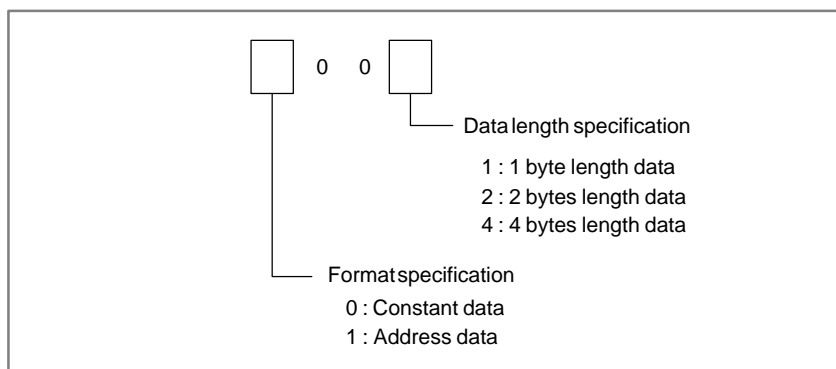 0 0
Data length specification
1 : 1 byte length data
2 : 2 bytes length data
4 : 4 bytes length data
Format specification
0 : Constant data
1 : Address data